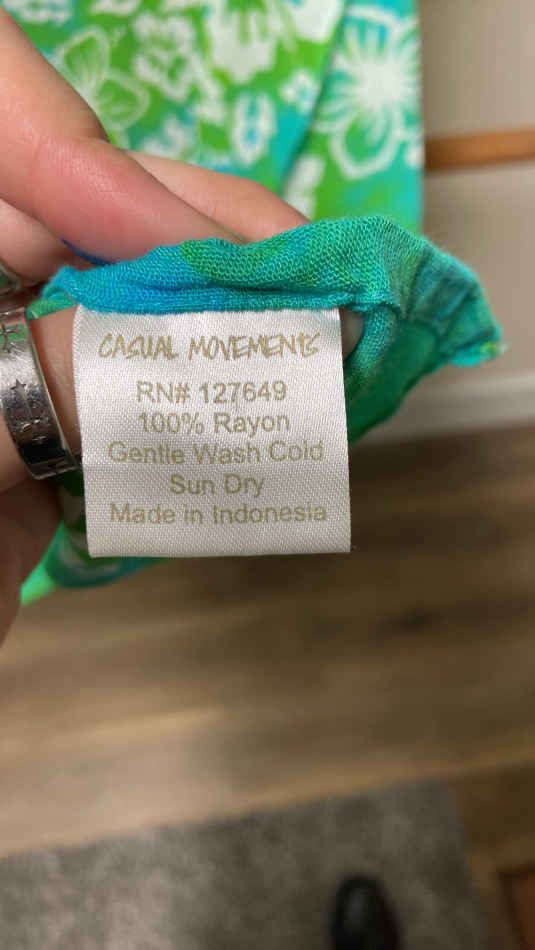 CASUAL MOVEMENTS
RN# 127649
100% Rayon
Gentle Wash Cold
Sun Dry
Made in Indonesia